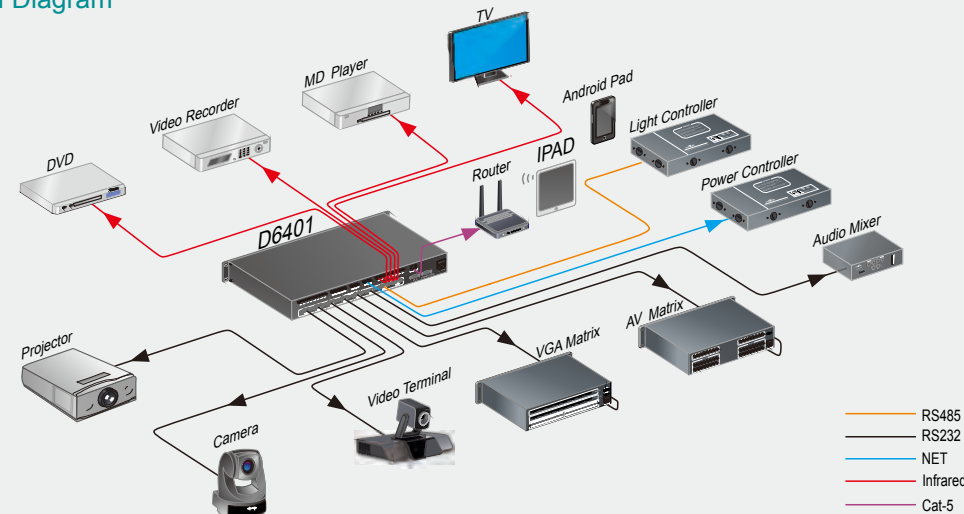 Diagram
TV
MD Player
Android Pad
Video Recorder
Light Controller
IPAD
DVD
Router
Power Controller
D6401
Audio Mixer
AV Matrix
VGA Matrix
Projector
Video Terminal
Camera
RS485
RS232
NET
Infrared
Cat-5